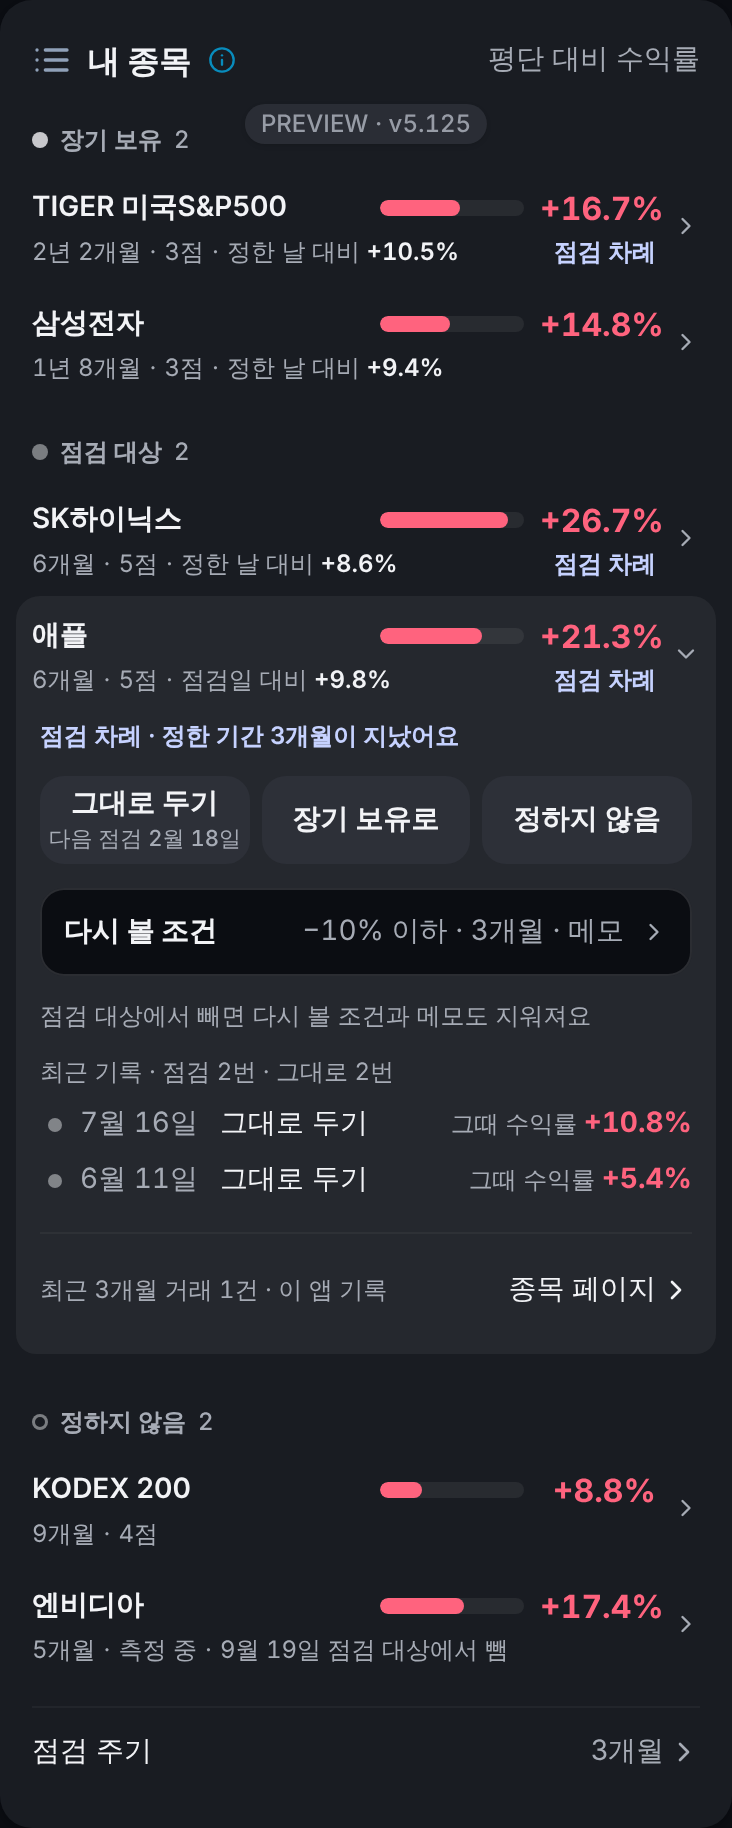 내 종목
평단 대비 수익률
PREVIEW · v5.125
장기 보유 2
TIGER 미국S&P500 +16.7%
2년 2개월 · 3점 · 정한 날 대비 +10.5% 점검 차례
삼성전자 +14.8%
1년 8개월 · 3점 · 정한 날 대비 +9.4%
점검 대상 2
SK하이닉스 +26.7%
6개월 · 5점 · 정한 날 대비 +8.6% 점검 차례
애플 +21.3%
6개월 · 5점 · 점검일 대비 +9.8% 점검 차례
점검 차례 · 정한 기간 3개월이 지났어요
그대로 두기
다음 점검 2월 18일
장기 보유로
정하지 않음
다시 볼 조건 −10% 이하 · 3개월 · 메모
점검 대상에서 빼면 다시 볼 조건과 메모도 지워져요
최근 기록 · 점검 2번 · 그대로 2번
7월 16일 그대로 두기 그때 수익률 +10.8%
6월 11일 그대로 두기 그때 수익률 +5.4%
최근 3개월 거래 1건 · 이 앱 기록 종목 페이지
정하지 않음 2
KODEX 200 +8.8%
9개월 · 4점
엔비디아 +17.4%
5개월 · 측정 중 · 9월 19일 점검 대상에서 뺌
점검 주기 3개월